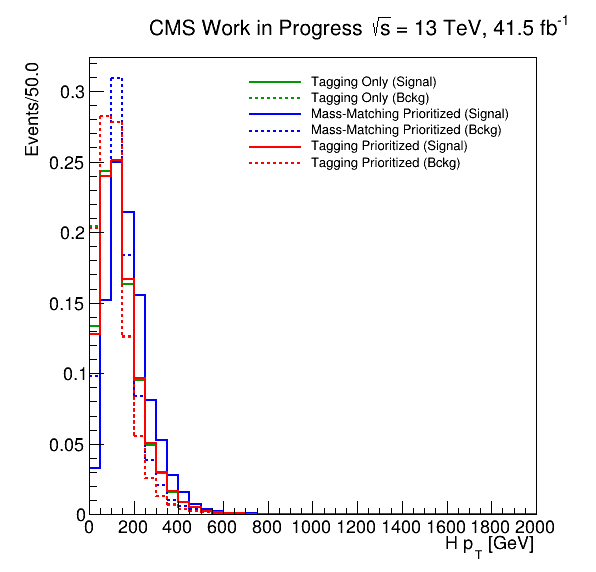 CMS Work in Progress √s = 13 TeV, 41.5 fb⁻¹
Events/50.0
Tagging Only (Signal)
Tagging Only (Bckg)
Mass-Matching Prioritized (Signal)
Mass-Matching Prioritized (Bckg)
Tagging Prioritized (Signal)
Tagging Prioritized (Bckg)
0.3
0.25
0.2
0.15
0.1
0.05
0
0 200 400 600 800 1000 1200 1400 1600 1800 2000
H p_T [GeV]